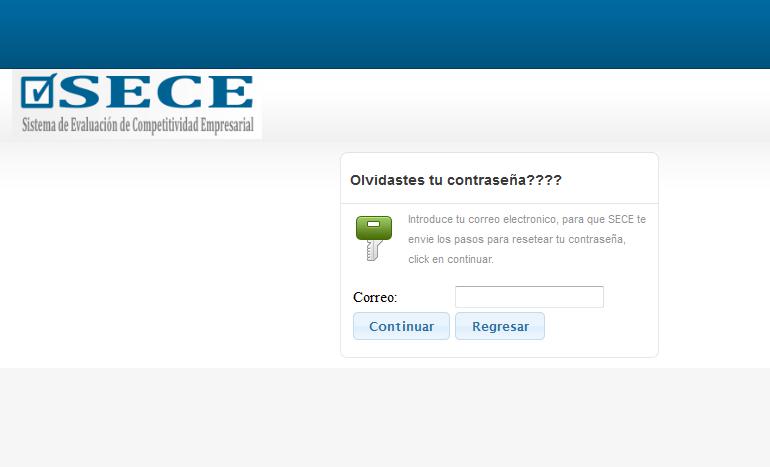 SECE
Sistema de Evaluación de Competitividad Empresarial
Olvidastes tu contraseña????
Introduce tu correo electronico, para que SECE te
envie los pasos para resetear tu contraseña,
click en continuar.
Correo:
Continuar Regresar